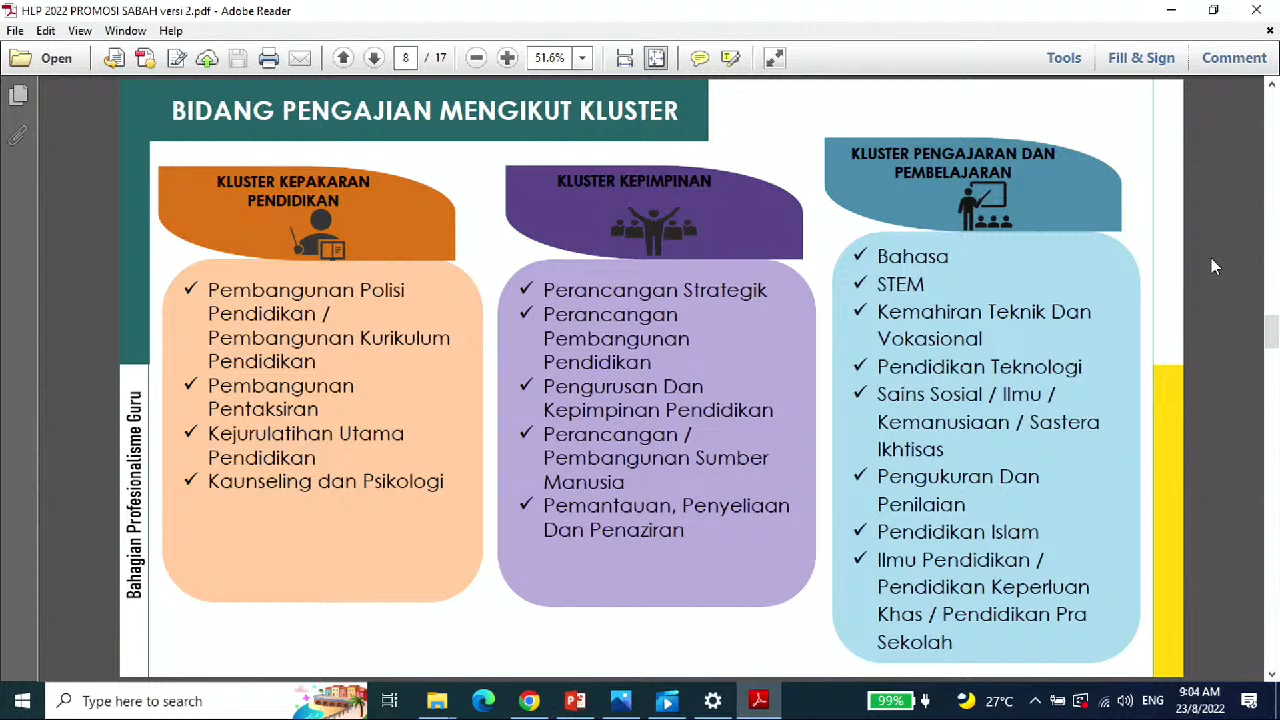 HLP 2022 PROMOSI SABAH versi 2.pdf - Adobe Reader
File Edit View Window Help
Open
8 / 17
51.6%
Tools Fill & Sign Comment
BIDANG PENGAJIAN MENGIKUT KLUSTER
KLUSTER KEPAKARAN
PENDIDIKAN
Pembangunan Polisi
Pendidikan /
Pembangunan Kurikulum
Pendidikan
Pembangunan
Pentaksiran
Kejurulatihan Utama
Pendidikan
Kaunseling dan Psikologi
KLUSTER KEPIMPINAN
Perancangan Strategik
Perancangan
Pembangunan
Pendidikan
Pengurusan Dan
Kepimpinan Pendidikan
Perancangan /
Pembangunan Sumber
Manusia
Pemantauan, Penyeliaan
Dan Penaziran
KLUSTER PENGAJARAN DAN
PEMBELAJARAN
Bahasa
STEM
Kemahiran Teknik Dan
Vokasional
Pendidikan Teknologi
Sains Sosial / Ilmu /
Kemanusiaan / Sastera
Ikhtisas
Pengukuran Dan
Penilaian
Pendidikan Islam
Ilmu Pendidikan /
Pendidikan Keperluan
Khas / Pendidikan Pra
Sekolah
Bahagian Profesionalisme Guru
Type here to search
99%
27°C
ENG
9:04 AM
23/8/2022